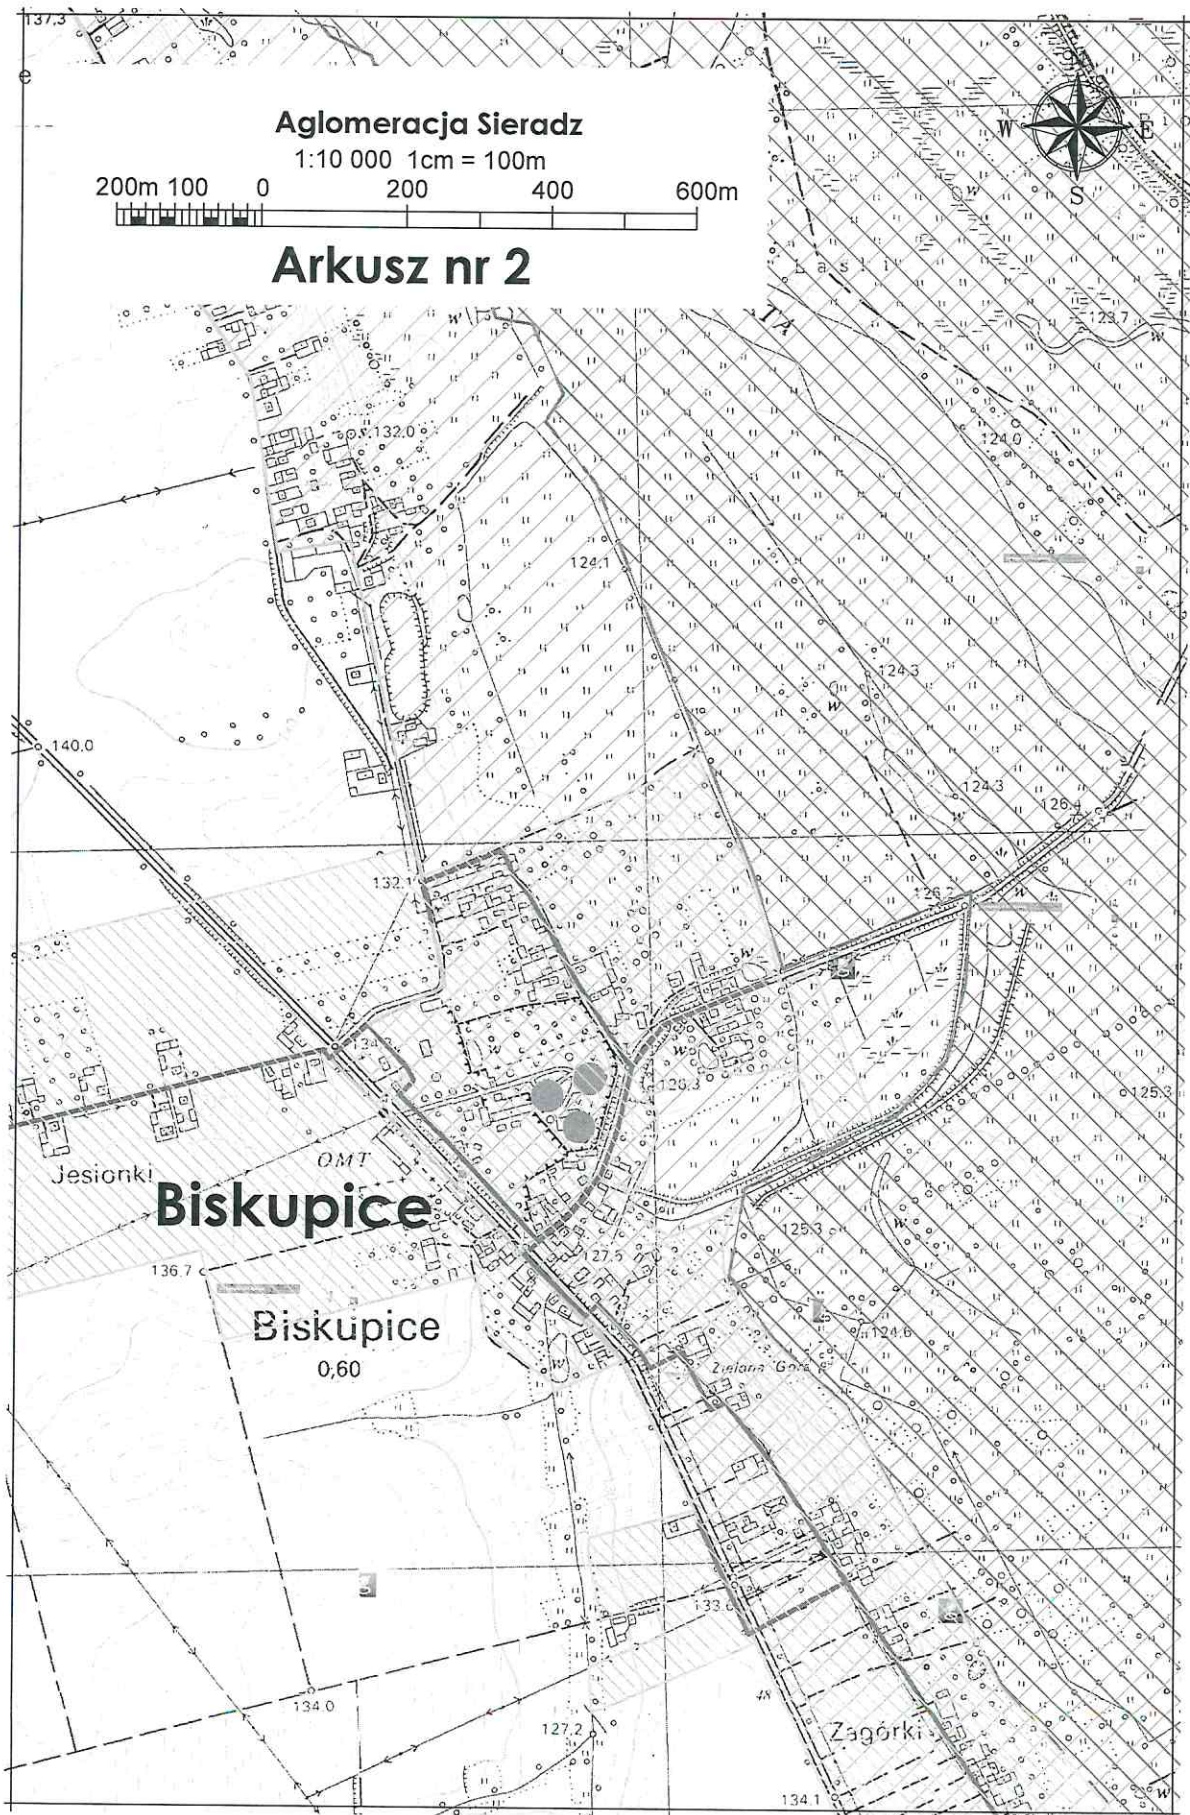 137.3
e
Aglomeracja Sieradz
1:10 000 1cm = 100m
200m 100 0 200 400 600m
Arkusz nr 2
W
E
S
w
TA
123.7
w
132.0
124.0
124.1
124.3
w
140.0
124.3
126.4
w
132.1
126.2
w
w
w
126.3
125.3
Jesionki
OMT
Biskupice
w
125.3
136.7
127.5
Biskupice
0,60
124.6
w
Zielona Góra
133.6
134.0
48
127.2
Zagórki
134.1
w